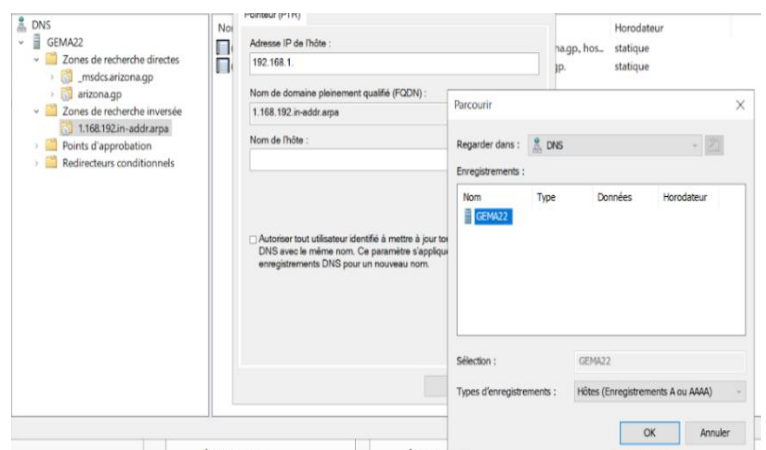 DNS
GEMA22
Zones de recherche directes
_msdcs.arizona.gp
arizona.gp
Zones de recherche inversée
1.168.192.in-addr.arpa
Points d'approbation
Redirecteurs conditionnels
Pointeur (PTR)
Adresse IP de l'hôte :
192.168.1.
Nom de domaine pleinement qualifié (FQDN) :
1.168.192.in-addr.arpa
Nom de l'hôte :
Autoriser tout utilisateur identifié à mettre à jour
DNS avec le même nom. Ce paramètre
enregistrements DNS pour un nouveau nom.
Horodateur
hos... statique
statique
Parcourir
Regarder dans : DNS
Enregistrements :
Nom Type Données Horodateur
GEMA22
Sélection : GEMA22
Types d'enregistrements : Hôtes (Enregistrements A ou AAAA)
OK Annuler